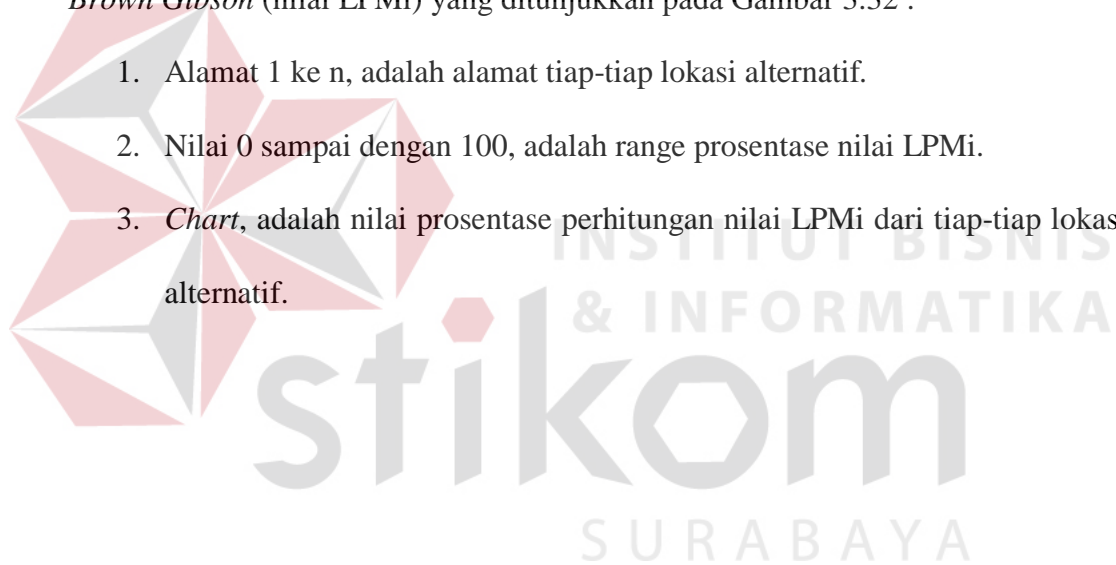 Brown Gibson (nilai LPMi) yang ditunjukkan pada Gambar 3.32 :
1. Alamat 1 ke n, adalah alamat tiap-tiap lokasi alternatif.
2. Nilai 0 sampai dengan 100, adalah range prosentase nilai LPMi.
3. Chart, adalah nilai prosentase perhitungan nilai LPMi dari tiap-tiap lokas
alternatif.
INSTITUT BISNIS
& INFORMATIKA
stikom
SURABAYA